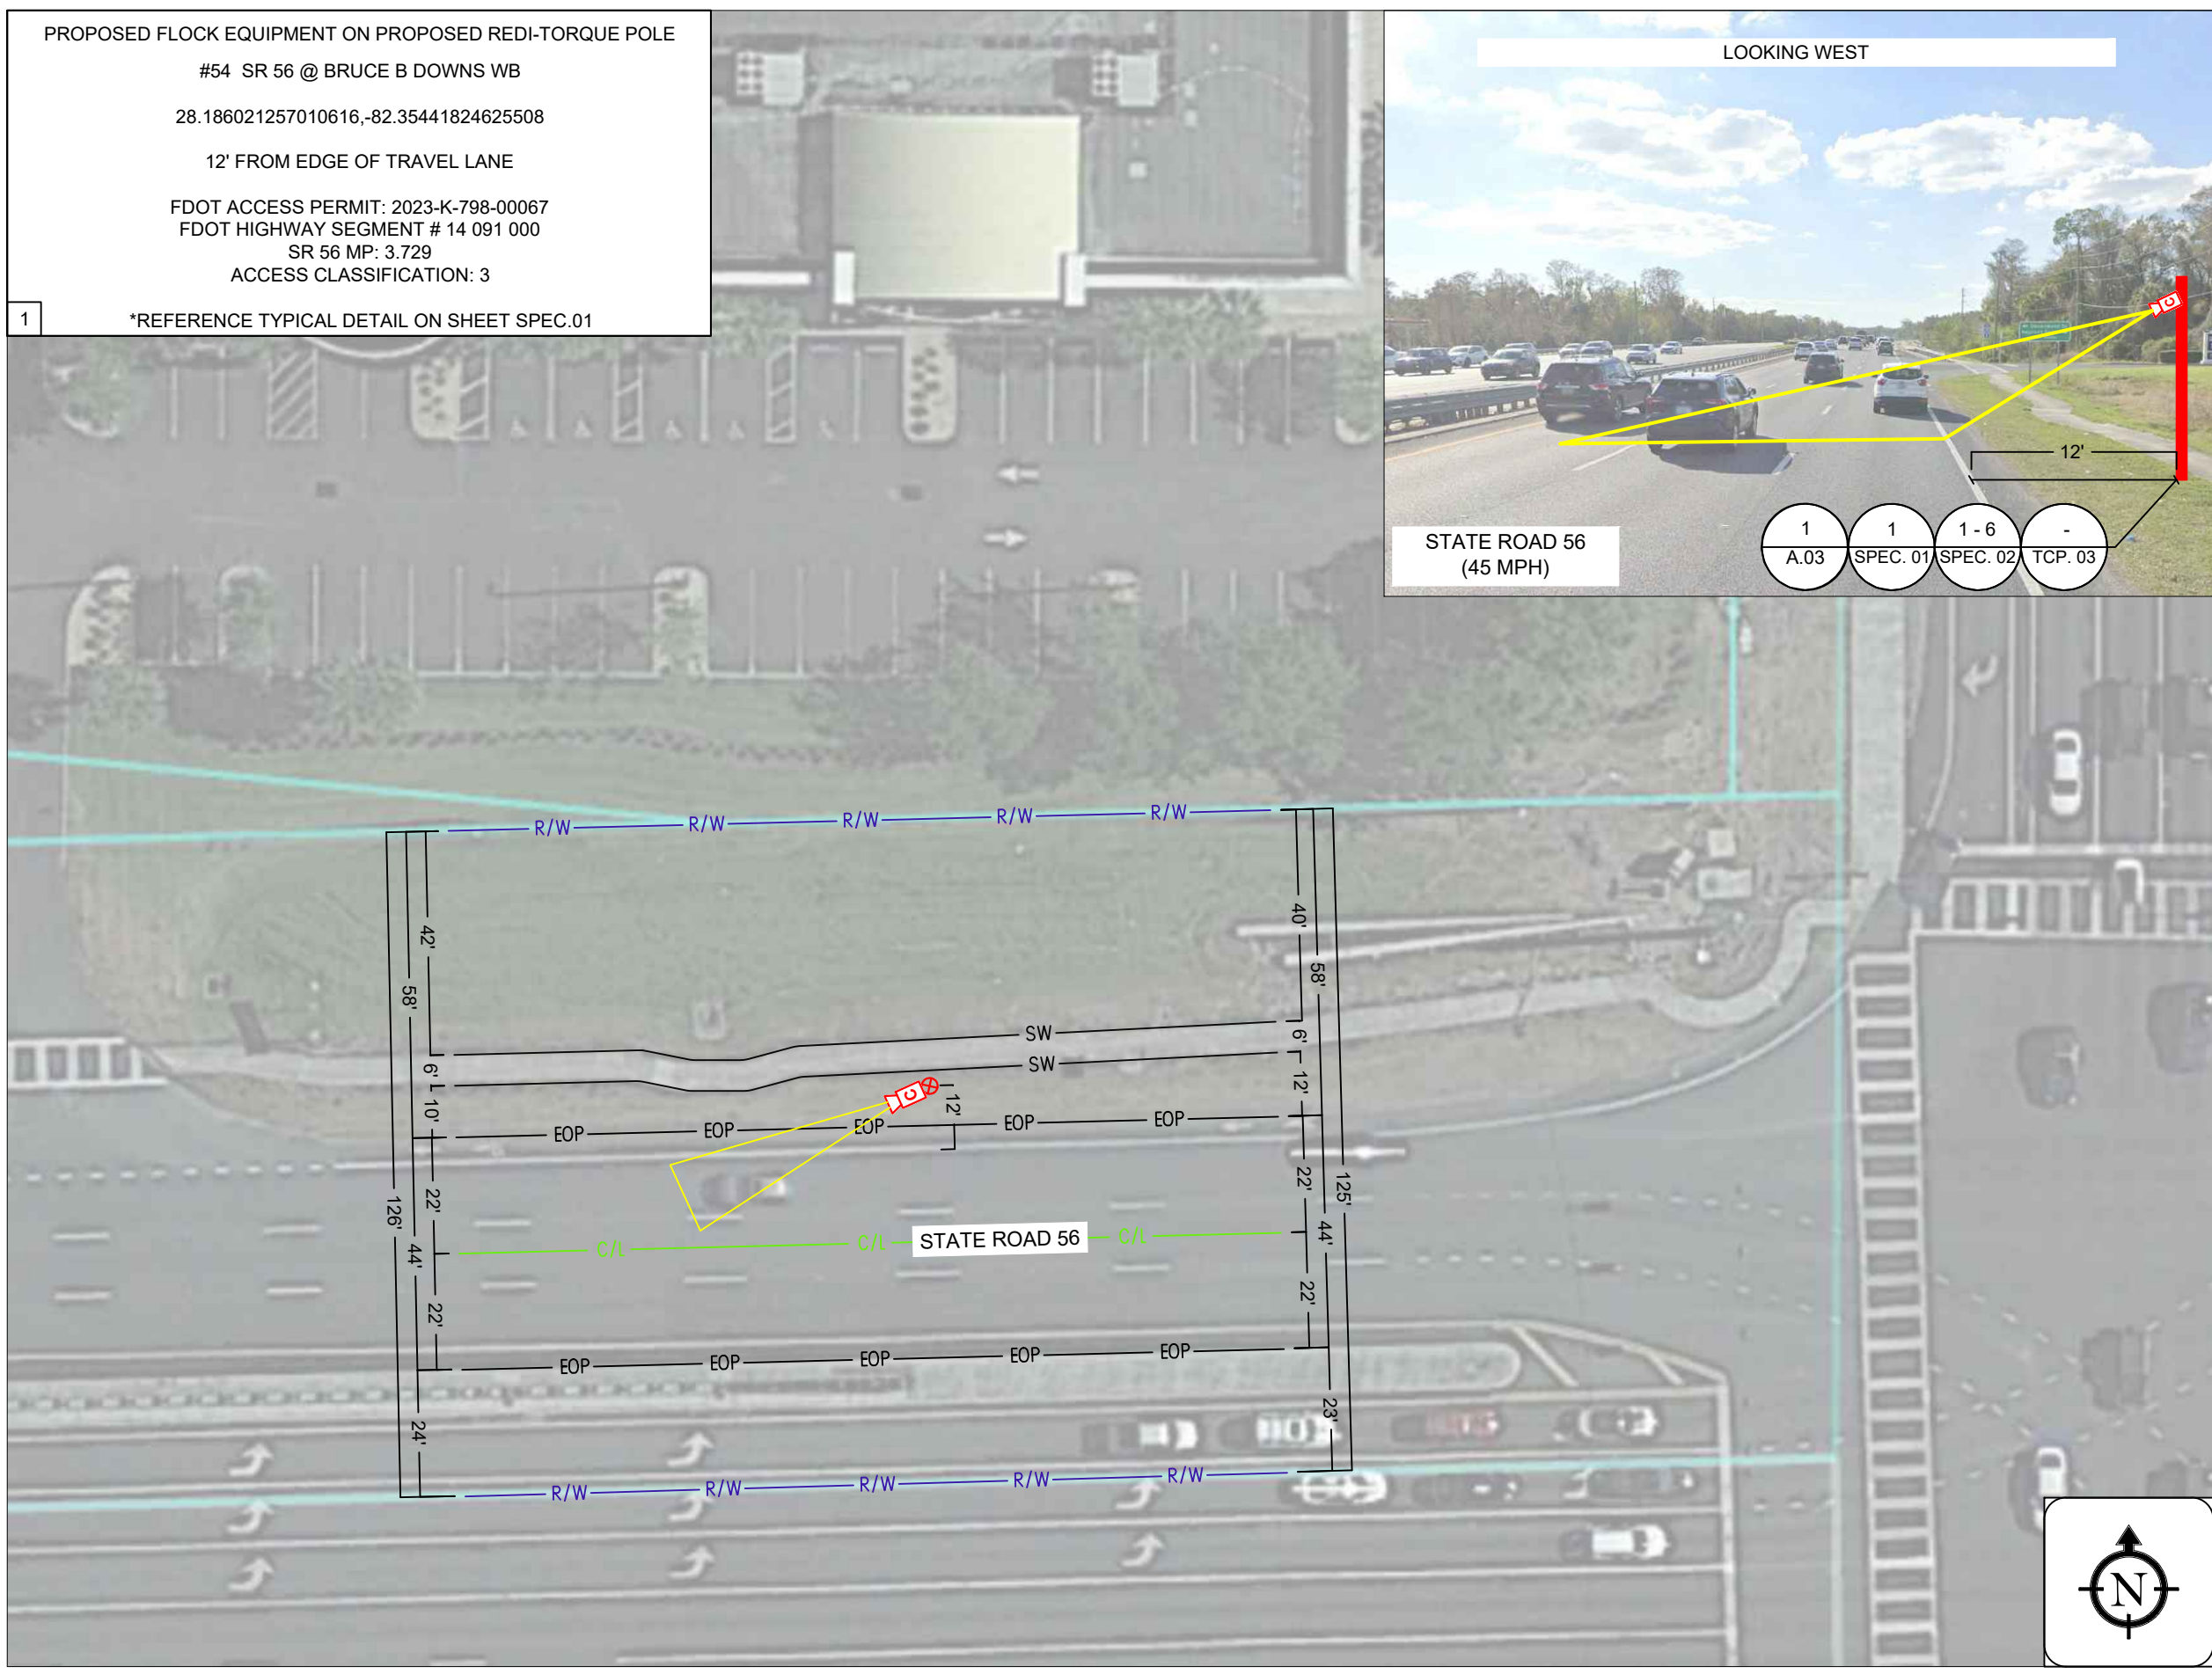 PROPOSED FLOCK EQUIPMENT ON PROPOSED REDI-TORQUE POLE
#54 SR 56 @ BRUCE B DOWNS WB
28.186021257010616,-82.35441824625508
12' FROM EDGE OF TRAVEL LANE
FDOT ACCESS PERMIT: 2023-K-798-00067
FDOT HIGHWAY SEGMENT # 14 091 000
SR 56 MP: 3.729
ACCESS CLASSIFICATION: 3
1
*REFERENCE TYPICAL DETAIL ON SHEET SPEC.01
LOOKING WEST
C
12'
STATE ROAD 56
(45 MPH)
1
A.03
1
SPEC. 01
1 - 6
SPEC. 02
-
TCP. 03
R/W R/W R/W R/W R/W
42'
58'
40'
58'
SW
SW
6'
6'
10'
12'
C
12'
EOP EOP EOP EOP EOP
126'
22'
44'
22'
22'
125'
44'
22'
C/L C/L STATE ROAD 56 C/L
EOP EOP EOP EOP EOP
24'
23'
R/W R/W R/W R/W R/W
N